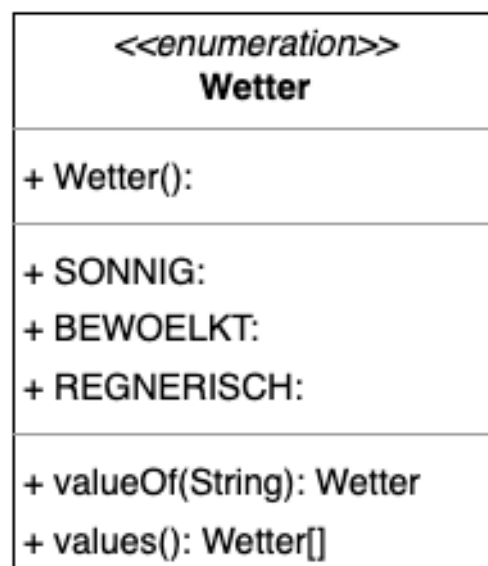 <<enumeration>>
Wetter
+ Wetter():
+ SONNIG:
+ BEWOELKT:
+ REGNERISCH:
+ valueOf(String): Wetter
+ values(): Wetter[]